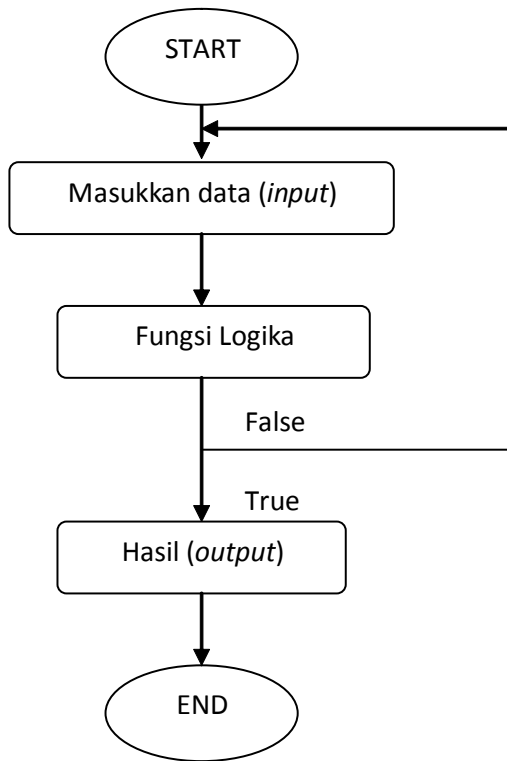 START
Masukkan data (input)
Fungsi Logika
False
True
Hasil (output)
END